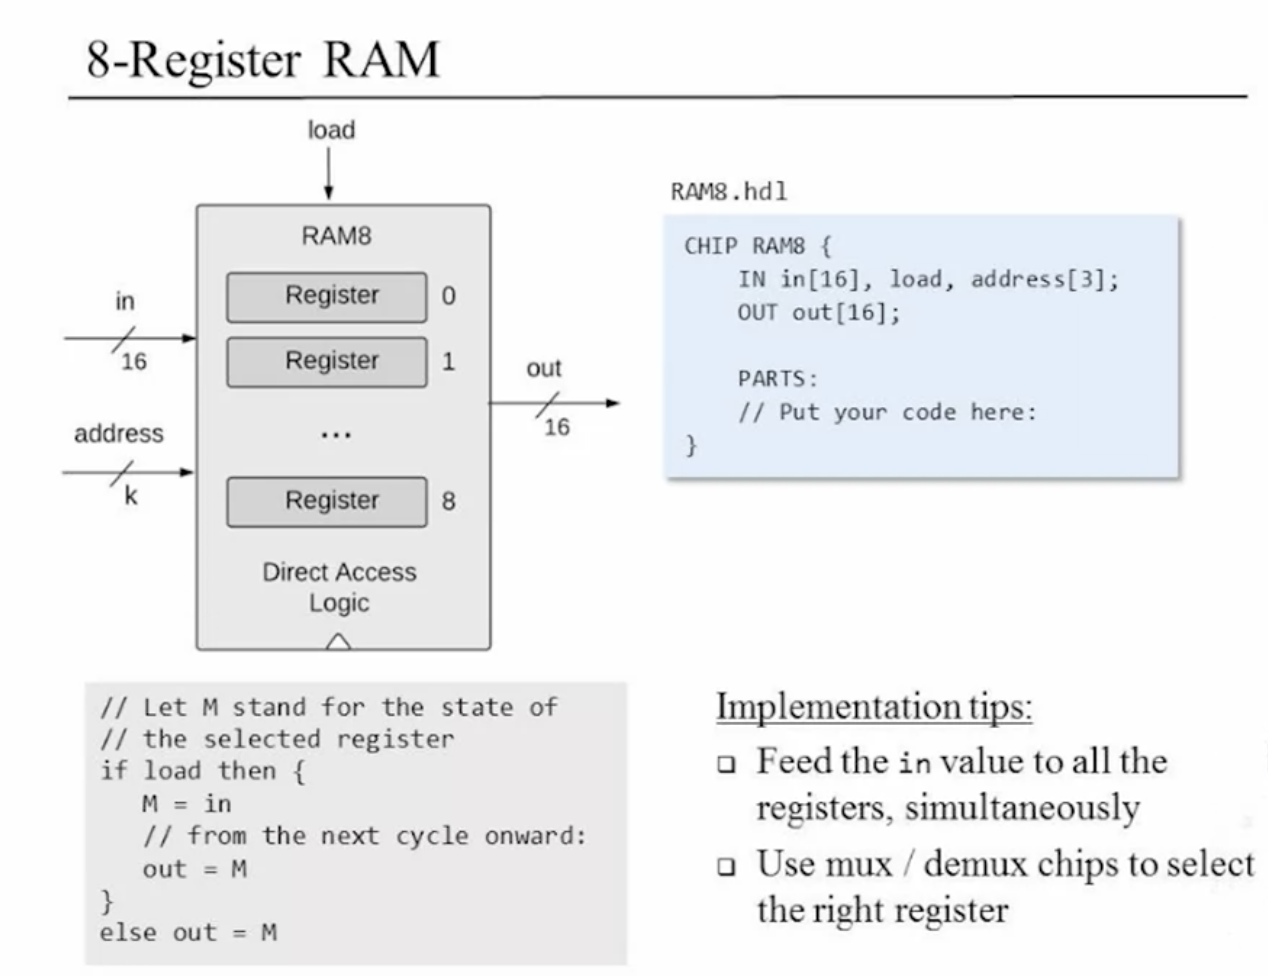 8-Register RAM
load
RAM8
Register 0
in
16
Register 1
out
16
address
k
...
Register 8
Direct Access
Logic
RAM8.hdl
CHIP RAM8 {
IN in[16], load, address[3];
OUT out[16];
PARTS:
// Put your code here:
}
// Let M stand for the state of
// the selected register
if load then {
M = in
// from the next cycle onward:
out = M
}
else out = M
Implementation tips:
❑ Feed the in value to all the
registers, simultaneously
❑ Use mux / demux chips to select
the right register